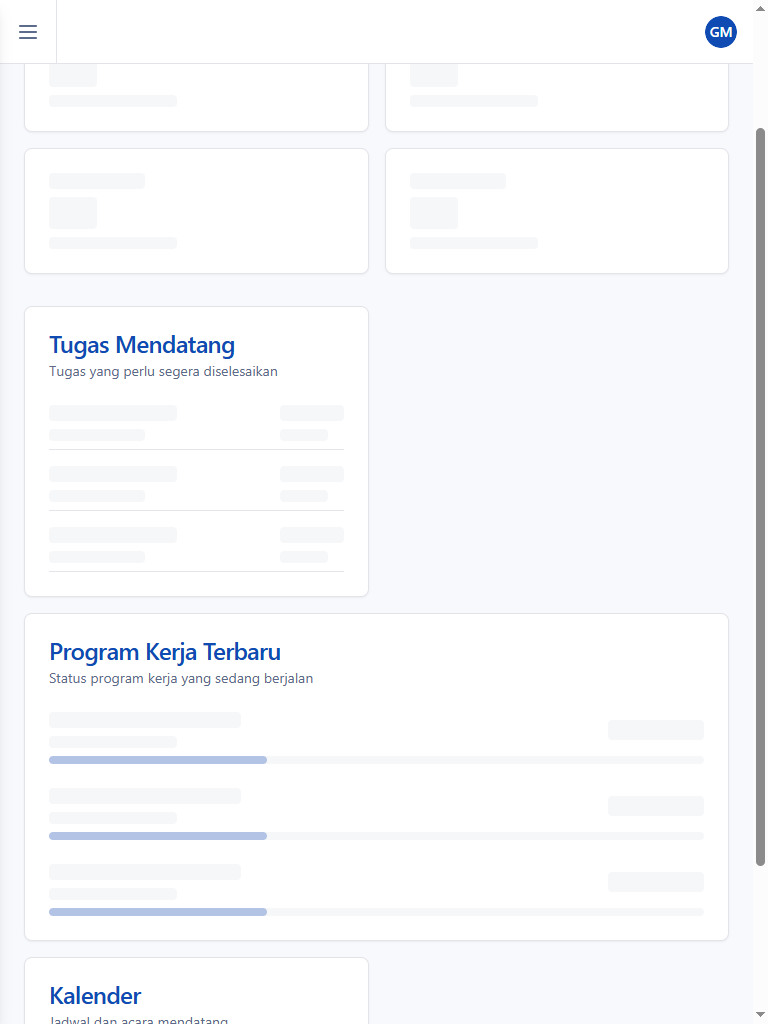 GM
Tugas Mendatang
Tugas yang perlu segera diselesaikan
Program Kerja Terbaru
Status program kerja yang sedang berjalan
Kalender
Jadwal dan acara mendatang